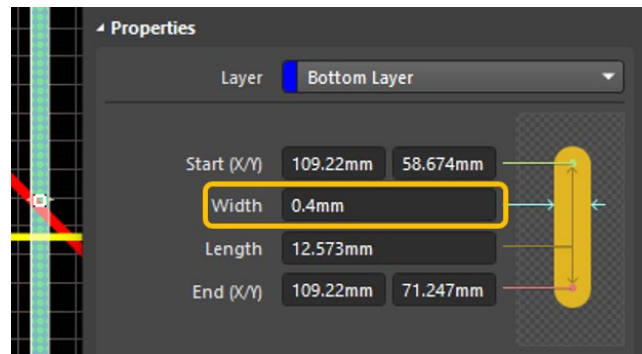 Properties
Layer Bottom Layer
Start (X/Y) 109.22mm 58.674mm
Width 0.4mm
Length 12.573mm
End (X/Y) 109.22mm 71.247mm